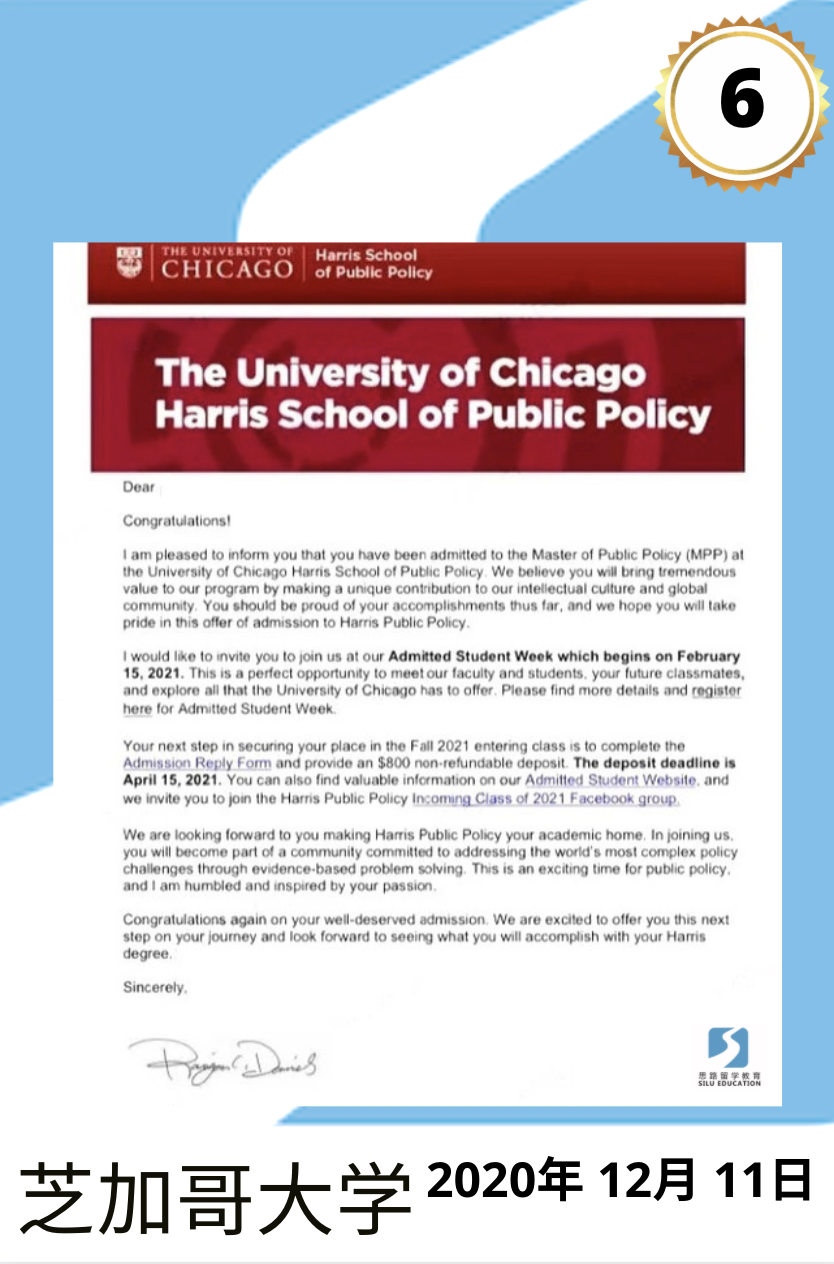 6
THE UNIVERSITY OF
CHICAGO
Harris School
of Public Policy
The University of Chicago
Harris School of Public Policy
Dear
Congratulations!
I am pleased to inform you that you have been admitted to the Master of Public Policy (MPP) at
the University of Chicago Harris School of Public Policy. We believe you will bring tremendous
value to our program by making a unique contribution to our intellectual culture and global
community. You should be proud of your accomplishments thus far, and we hope you will take
pride in this offer of admission to Harris Public Policy.
I would like to invite you to join us at our Admitted Student Week which begins on February
15, 2021. This is a perfect opportunity to meet our faculty and students, your future classmates,
and explore all that the University of Chicago has to offer. Please find more details and register
here for Admitted Student Week.
Your next step in securing your place in the Fall 2021 entering class is to complete the
Admission Reply Form and provide an $800 non-refundable deposit. The deposit deadline is
April 15, 2021. You can also find valuable information on our Admitted Student Website, and
we invite you to join the Harris Public Policy Incoming Class of 2021 Facebook group.
We are looking forward to you making Harris Public Policy your academic home. In joining us,
you will become part of a community committed to addressing the world's most complex policy
challenges through evidence-based problem solving. This is an exciting time for public policy,
and I am humbled and inspired by your passion.
Congratulations again on your well-deserved admission. We are excited to offer you this next
step on your journey and look forward to seeing what you will accomplish with your Harris
degree.
Sincerely,
思路留学教育
SILU EDUCATION
芝加哥大学 2020年 12月 11日